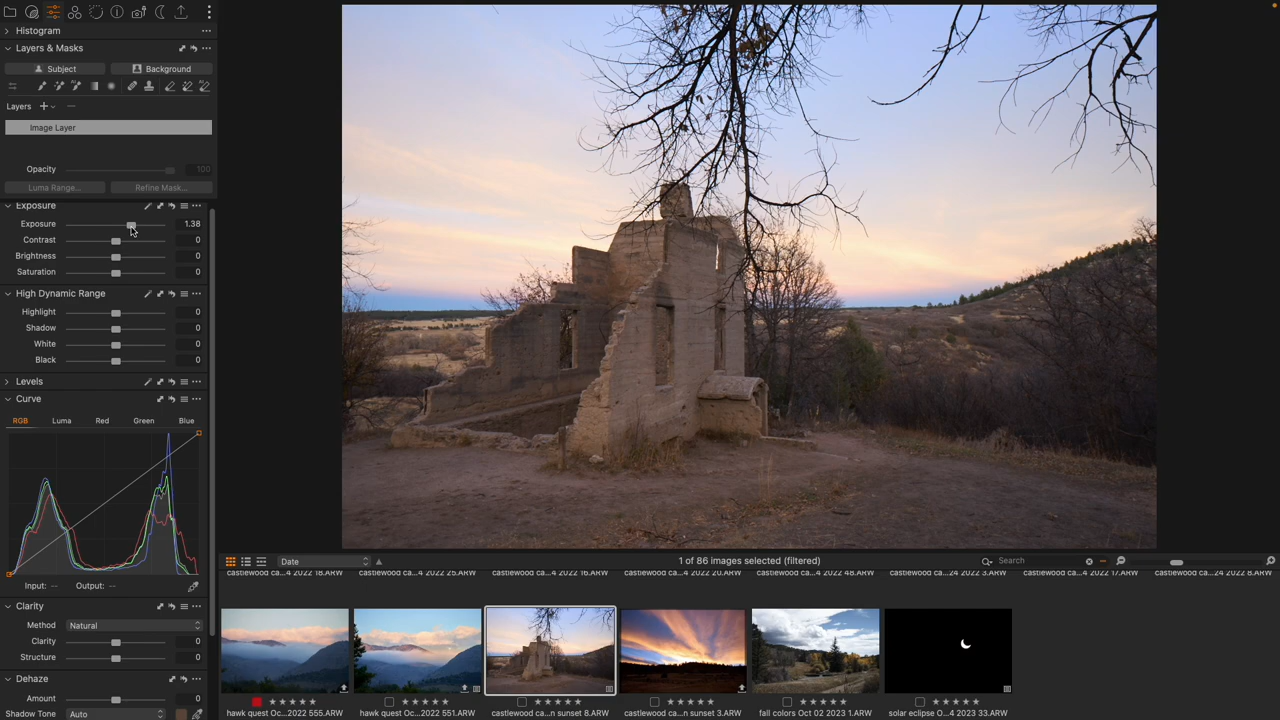 Histogram
Layers & Masks
Subject
Background
Layers
Image Layer
Opacity 100
Luma Range...
Refine Mask...
Exposure
Exposure 1.38
Contrast 0
Brightness 0
Saturation 0
High Dynamic Range
Highlight 0
Shadow 0
White 0
Black 0
Levels
Curve
RGB Luma Red Green Blue
Input: -- Output: --
Clarity
Method Natural
Clarity 0
Structure 0
Dehaze
Amount 0
Shadow Tone Auto
Date
1 of 86 images selected (filtered)
Search
castlewood ca...4 2022 18.ARW
castlewood ca...4 2022 25.ARW
castlewood ca...4 2022 16.ARW
castlewood ca...4 2022 20.ARW
castlewood ca...4 2022 48.ARW
castlewood ca...24 2022 3.ARW
castlewood ca...4 2022 17.ARW
castlewood ca...24 2022 8.ARW
hawk quest Oc...2022 555.ARW
hawk quest Oc...2022 551.ARW
castlewood ca...n sunset 8.ARW
castlewood ca...n sunset 3.ARW
fall colors Oct 02 2023 1.ARW
solar eclipse O...4 2023 33.ARW